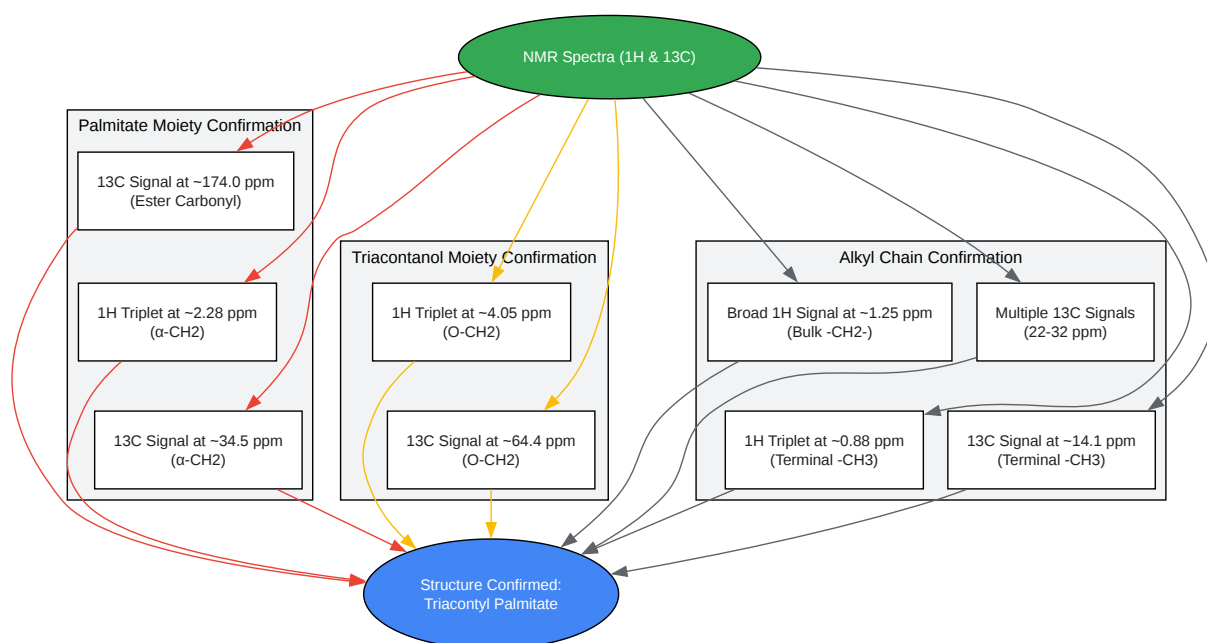 NMR Spectra (1H & 13C)
Palmitate Moiety Confirmation
13C Signal at ~174.0 ppm
(Ester Carbonyl)
1H Triplet at ~2.28 ppm
(α-CH2)
13C Signal at ~34.5 ppm
(α-CH2)
Triacontanol Moiety Confirmation
1H Triplet at ~4.05 ppm
(O-CH2)
13C Signal at ~64.4 ppm
(O-CH2)
Alkyl Chain Confirmation
Broad 1H Signal at ~1.25 ppm
(Bulk -CH2-)
Multiple 13C Signals
(22-32 ppm)
1H Triplet at ~0.88 ppm
(Terminal -CH3)
13C Signal at ~14.1 ppm
(Terminal -CH3)
Structure Confirmed:
Triacontyl Palmitate